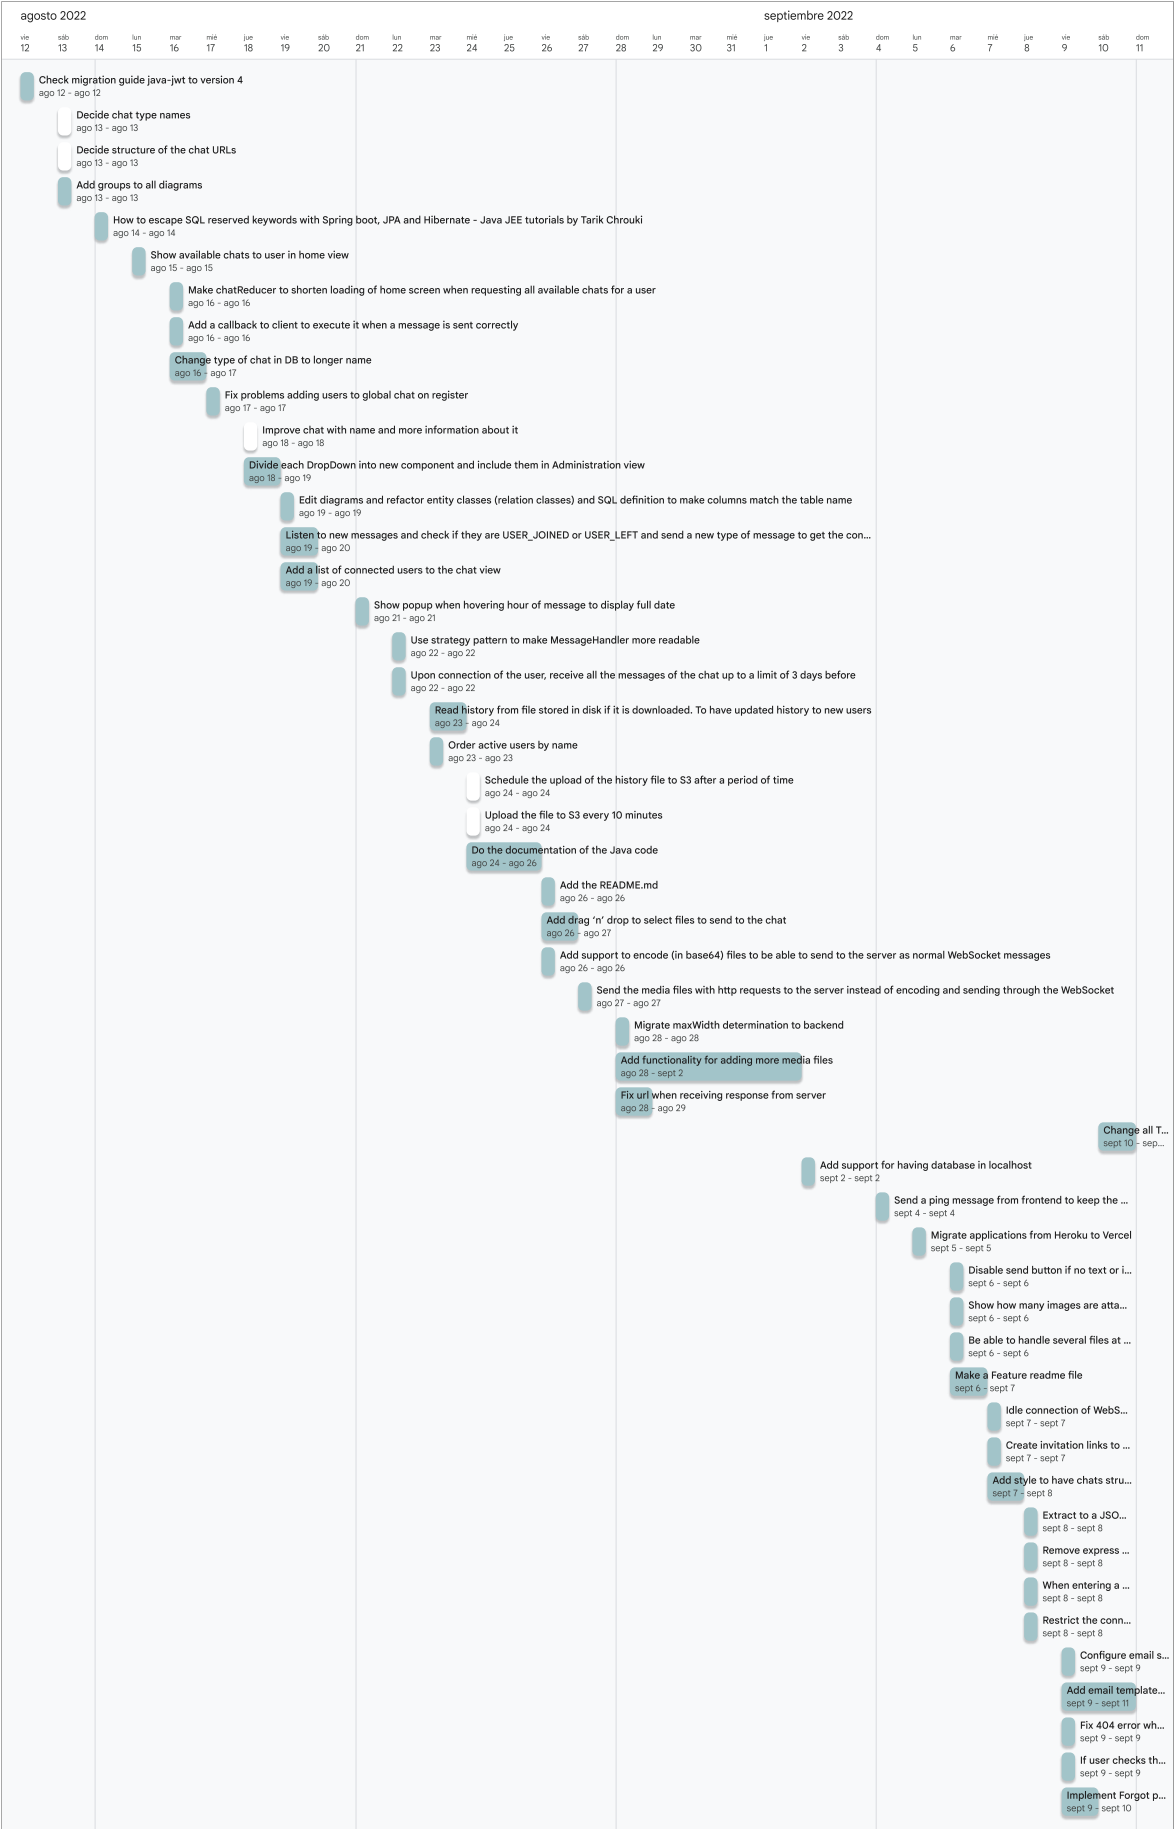 agosto 2022
septiembre 2022
vie sáb dom lun mar mié jue vie sáb dom lun mar mié jue vie sáb dom lun mar mié jue vie sáb dom lun mar mié jue vie sáb dom
12 13 14 15 16 17 18 19 20 21 22 23 24 25 26 27 28 29 30 31 1 2 3 4 5 6 7 8 9 10 11
Check migration guide java-jwt to version 4
ago 12 - ago 12
Decide chat type names
ago 13 - ago 13
Decide structure of the chat URLs
ago 13 - ago 13
Add groups to all diagrams
ago 13 - ago 13
How to escape SQL reserved keywords with Spring boot, JPA and Hibernate - Java JEE tutorials by Tarik Chrouki
ago 14 - ago 14
Show available chats to user in home view
ago 15 - ago 15
Make chatReducer to shorten loading of home screen when requesting all available chats for a user
ago 16 - ago 16
Add a callback to client to execute it when a message is sent correctly
ago 16 - ago 16
Change type of chat in DB to longer name
ago 16 - ago 17
Fix problems adding users to global chat on register
ago 17 - ago 17
Improve chat with name and more information about it
ago 18 - ago 18
Divide each DropDown into new component and include them in Administration view
ago 18 - ago 19
Edit diagrams and refactor entity classes (relation classes) and SQL definition to make columns match the table name
ago 19 - ago 19
Listen to new messages and check if they are USER_JOINED or USER_LEFT and send a new type of message to get the con...
ago 19 - ago 20
Add a list of connected users to the chat view
ago 19 - ago 20
Show popup when hovering hour of message to display full date
ago 21 - ago 21
Use strategy pattern to make MessageHandler more readable
ago 22 - ago 22
Upon connection of the user, receive all the messages of the chat up to a limit of 3 days before
ago 22 - ago 22
Read history from file stored in disk if it is downloaded. To have updated history to new users
ago 23 - ago 24
Order active users by name
ago 23 - ago 23
Schedule the upload of the history file to S3 after a period of time
ago 24 - ago 24
Upload the file to S3 every 10 minutes
ago 24 - ago 24
Do the documentation of the Java code
ago 24 - ago 26
Add the README.md
ago 26 - ago 26
Add drag ‘n’ drop to select files to send to the chat
ago 26 - ago 27
Add support to encode (in base64) files to be able to send to the server as normal WebSocket messages
ago 26 - ago 26
Send the media files with http requests to the server instead of encoding and sending through the WebSocket
ago 27 - ago 27
Migrate maxWidth determination to backend
ago 28 - ago 28
Add functionality for adding more media files
ago 28 - sept 2
Fix url when receiving response from server
ago 28 - ago 29
Change all T...
sept 10 - sep...
Add support for having database in localhost
sept 2 - sept 2
Send a ping message from frontend to keep the ...
sept 4 - sept 4
Migrate applications from Heroku to Vercel
sept 5 - sept 5
Disable send button if no text or i...
sept 6 - sept 6
Show how many images are atta...
sept 6 - sept 6
Be able to handle several files at ...
sept 6 - sept 6
Make a Feature readme file
sept 6 - sept 7
Idle connection of WebS...
sept 7 - sept 7
Create invitation links to ...
sept 7 - sept 7
Add style to have chats stru...
sept 7 - sept 8
Extract to a JSO...
sept 8 - sept 8
Remove express ...
sept 8 - sept 8
When entering a ...
sept 8 - sept 8
Restrict the conn...
sept 8 - sept 8
Configure email s...
sept 9 - sept 9
Add email template...
sept 9 - sept 11
Fix 404 error wh...
sept 9 - sept 9
If user checks th...
sept 9 - sept 9
Implement Forgot p...
sept 9 - sept 10